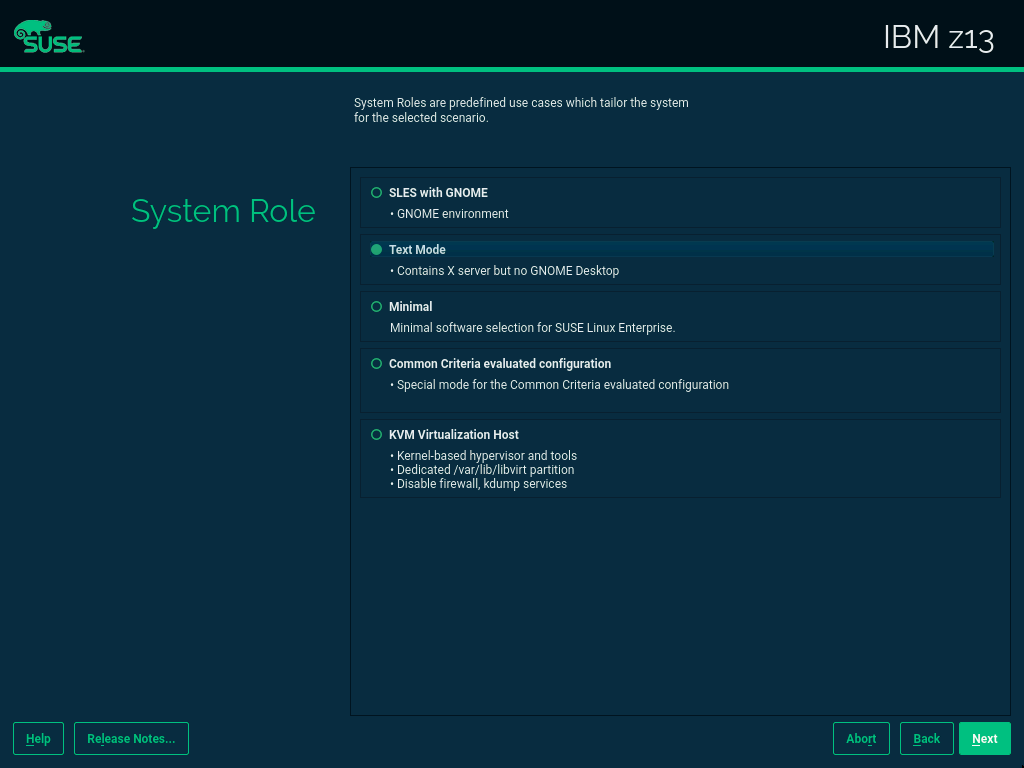 SUSE
IBM z13
System Roles are predefined use cases which tailor the system
for the selected scenario.
System Role
SLES with GNOME
• GNOME environment
Text Mode
• Contains X server but no GNOME Desktop
Minimal
Minimal software selection for SUSE Linux Enterprise.
Common Criteria evaluated configuration
• Special mode for the Common Criteria evaluated configuration
KVM Virtualization Host
• Kernel-based hypervisor and tools
• Dedicated /var/lib/libvirt partition
• Disable firewall, kdump services
Help Release Notes... Abort Back Next